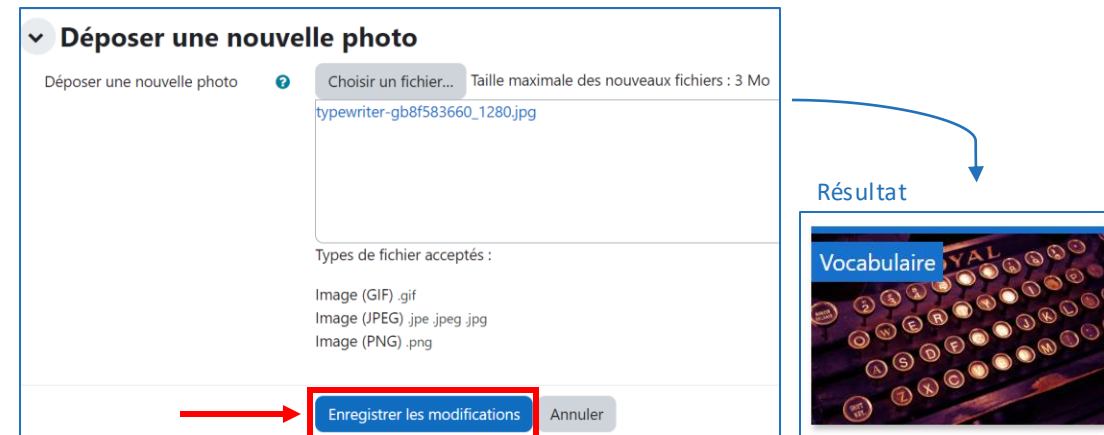 Déposer une nouvelle photo
Déposer une nouvelle photo
Choisir un fichier... Taille maximale des nouveaux fichiers : 3 Mo
typewriter-gb8f583660_1280.jpg
Types de fichier acceptés :
Image (GIF) .gif
Image (JPEG) .jpe .jpeg .jpg
Image (PNG) .png
Enregistrer les modifications Annuler
Résultat
Vocabulaire